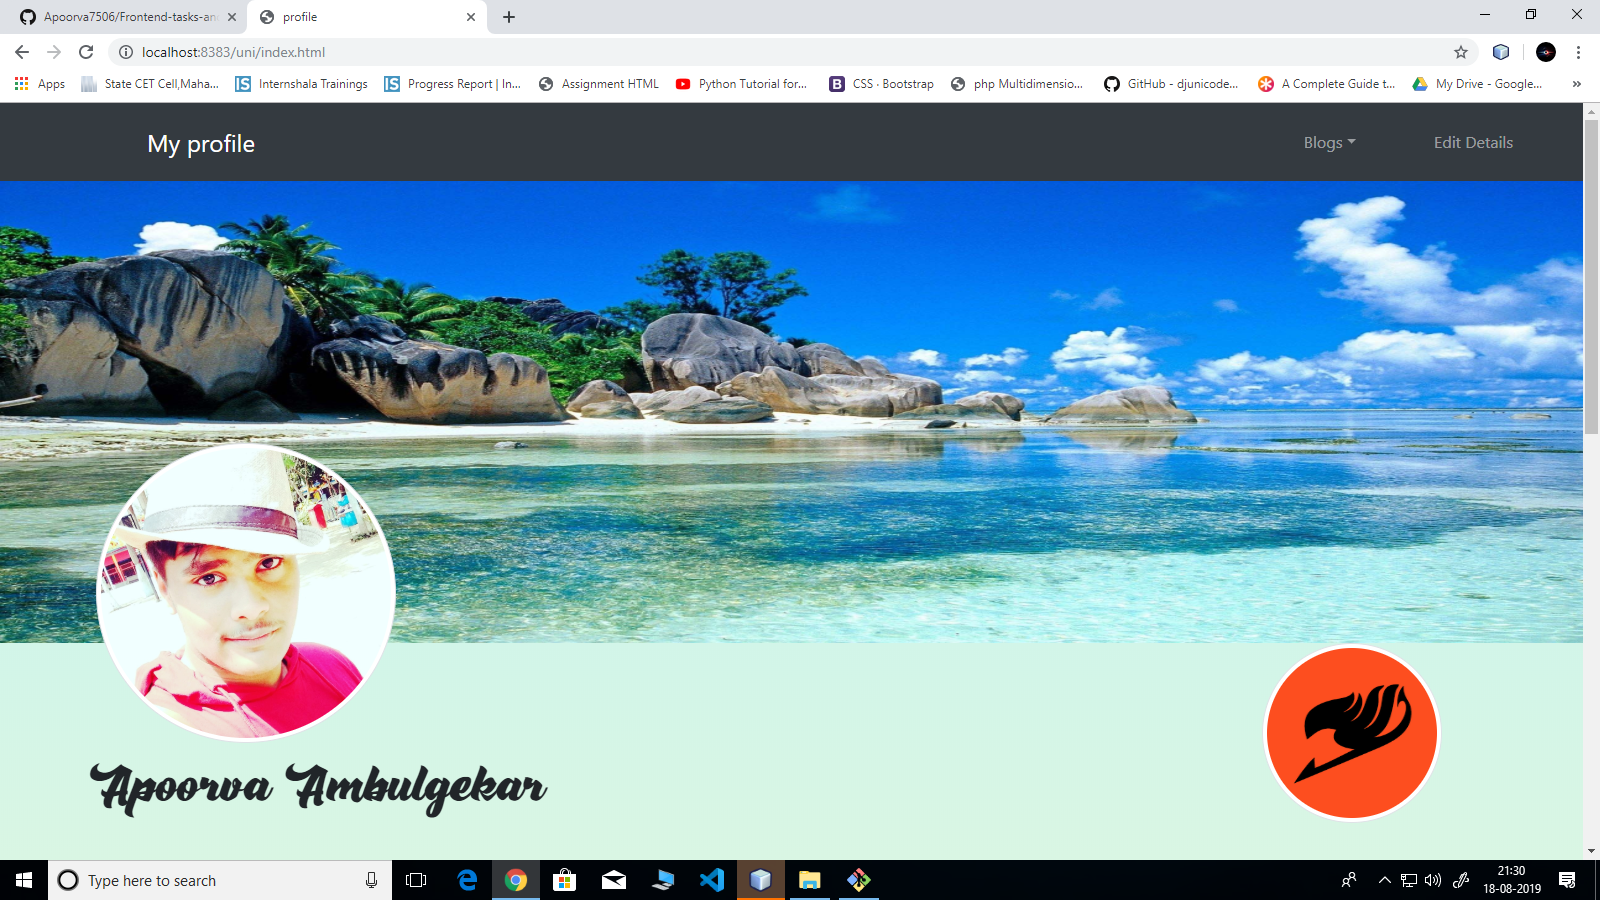 Apoorva7506/Frontend-tasks-an
profile
localhost:8383/uni/index.html
Apps
State CET Cell,Maha...
IS
Internshala Trainings
IS
Progress Report | In...
Assignment HTML
Python Tutorial for...
B
CSS · Bootstrap
php Multidimensio...
GitHub - djunicode...
A Complete Guide t...
My Drive - Google...
»
My profile
Blogs
Edit Details
Apoorva Ambulgekar
Type here to search
21:30
18-08-2019